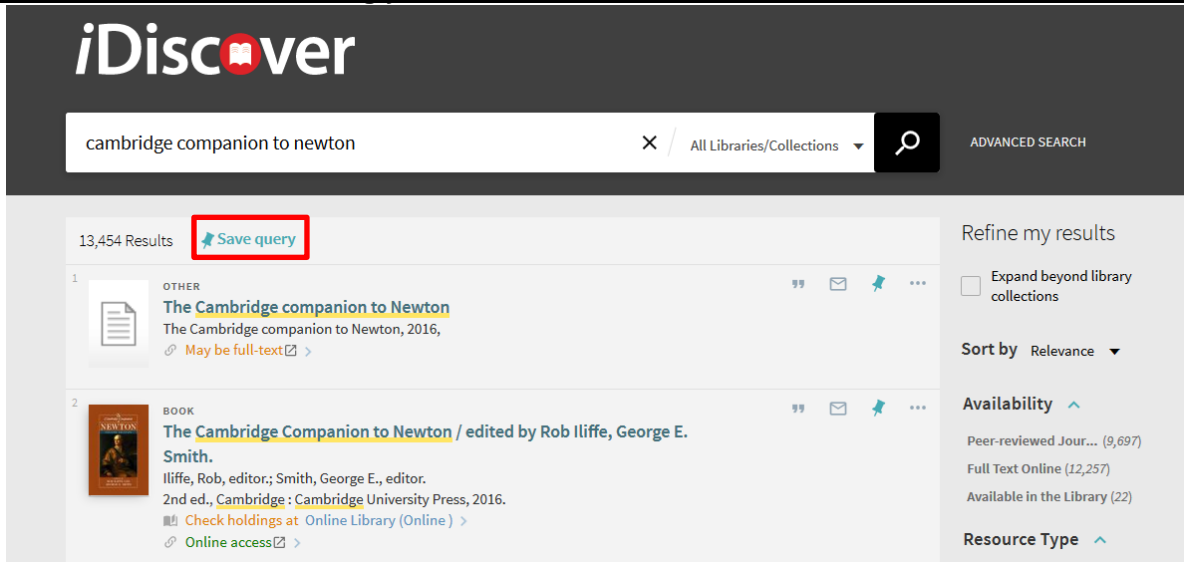 iDiscover
cambridge companion to newton
All Libraries/Collections
ADVANCED SEARCH
13,454 Results
Save query
1
OTHER
The Cambridge companion to Newton
The Cambridge companion to Newton, 2016,
May be full-text
2
NEWTON
BOOK
The Cambridge Companion to Newton / edited by Rob Iliffe, George E.
Smith.
Iliffe, Rob, editor.; Smith, George E., editor.
2nd ed., Cambridge : Cambridge University Press, 2016.
Check holdings at Online Library (Online ) >
Online access >
Refine my results
Expand beyond library
collections
Sort by Relevance
Availability
Peer-reviewed Jour... (9,697)
Full Text Online (12,257)
Available in the Library (22)
Resource Type